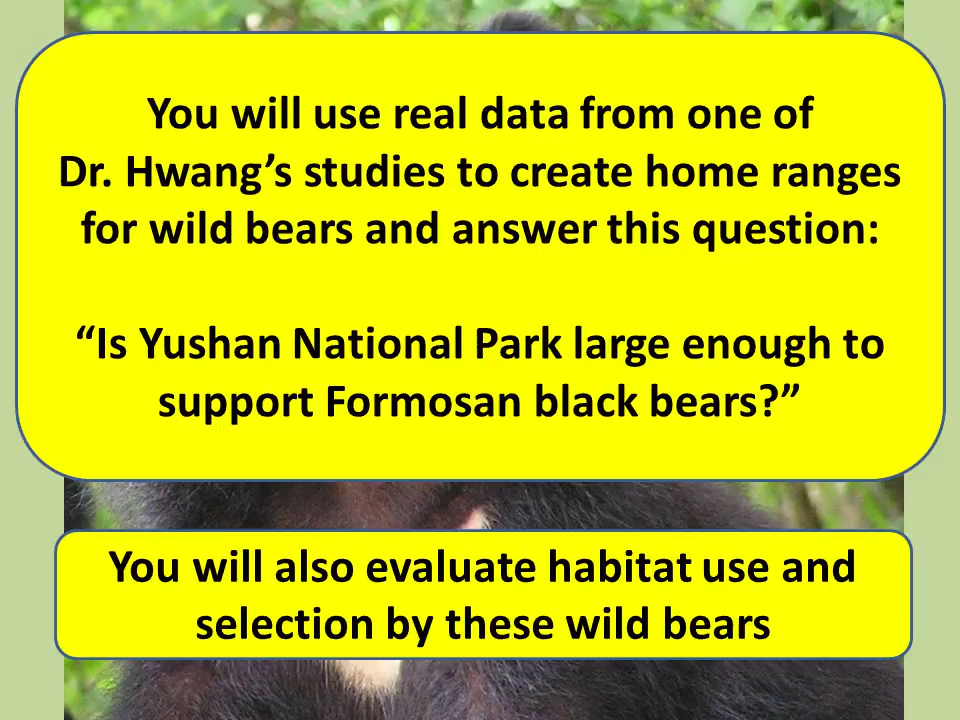 You will use real data from one of
Dr. Hwang’s studies to create home ranges
for wild bears and answer this question:
“Is Yushan National Park large enough to
support Formosan black bears?”
You will also evaluate habitat use and
selection by these wild bears